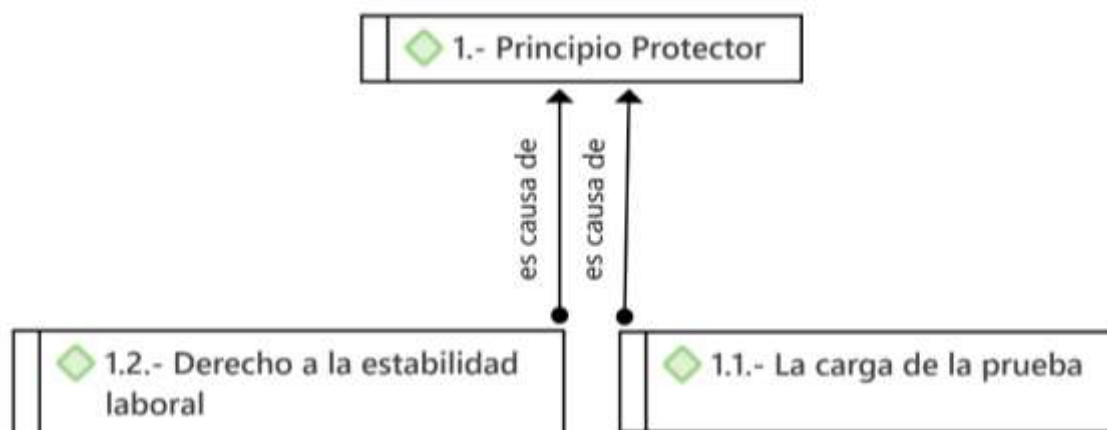 1.- Principio Protector
es causa de
es causa de
1.2.- Derecho a la estabilidad
laboral
1.1.- La carga de la prueba